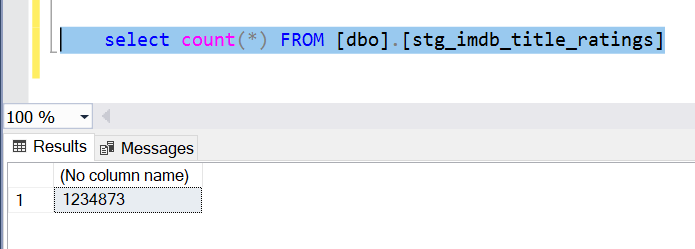 select count(*) FROM [dbo].[stg_imdb_title_ratings]
100 %
Results Messages
(No column name)
1 1234873